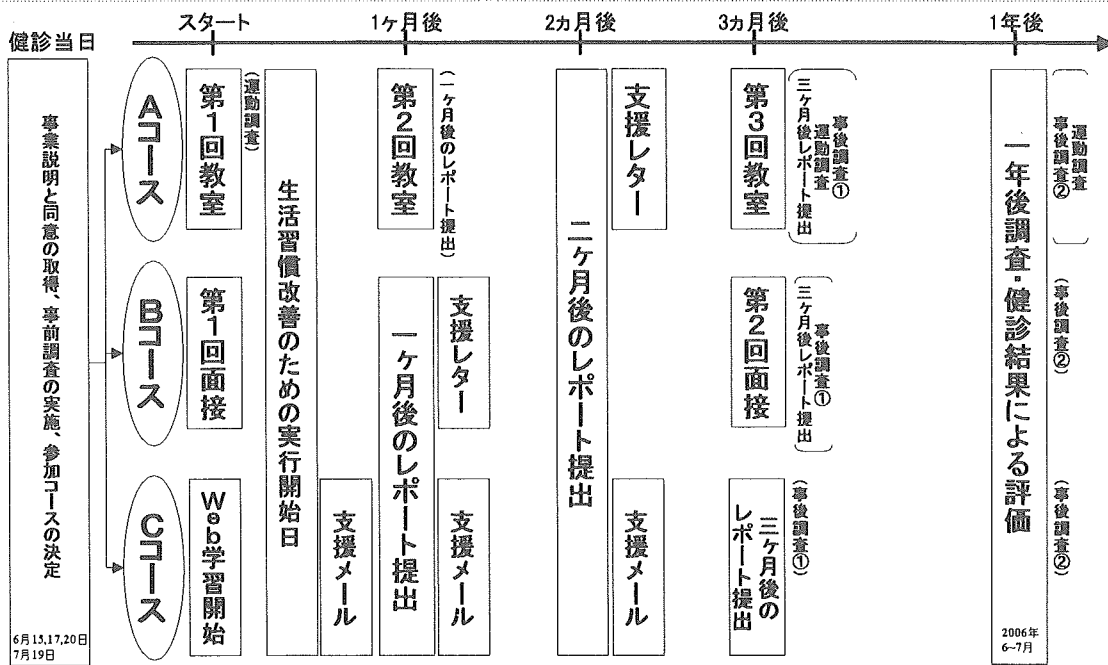 健診当日
スタート
1ヶ月後
2カ月後
3カ月後
1年後
事業説明と同意の取得、事前調査の実施、参加コースの決定
6月15,17,20日
7月19日
Aコース
第1回教室
(運動調査)
生活習慣改善のための実行開始日
第2回教室
(一ヶ月後のレポート提出)
二ヶ月後のレポート提出
支援レター
第3回教室
事後調査①
運動調査
三ヶ月後レポート提出
一年後調査・健診結果による評価
2006年
6~7月
運動調査
事後調査②
Bコース
第1回面接
一ヶ月後のレポート提出
支援レター
第2回面接
事後調査①
三ヶ月後レポート提出
(事後調査②)
Cコース
Web学習開始
支援メール
支援メール
支援メール
三ヶ月後の
レポート提出
(事後調査①)
(事後調査②)